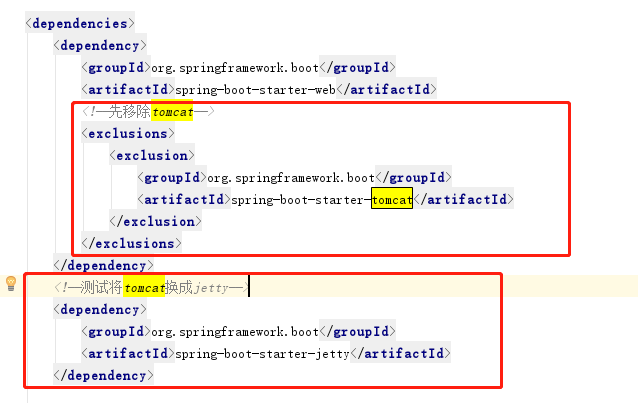 <dependencies>
<dependency>
<groupId>org.springframework.boot</groupId>
<artifactId>spring-boot-starter-web</artifactId>
<!--先移除tomcat-->
<exclusions>
<exclusion>
<groupId>org.springframework.boot</groupId>
<artifactId>spring-boot-starter-tomcat</artifactId>
</exclusion>
</exclusions>
</dependency>
<!--测试将tomcat换成jetty-->
<dependency>
<groupId>org.springframework.boot</groupId>
<artifactId>spring-boot-starter-jetty</artifactId>
</dependency>